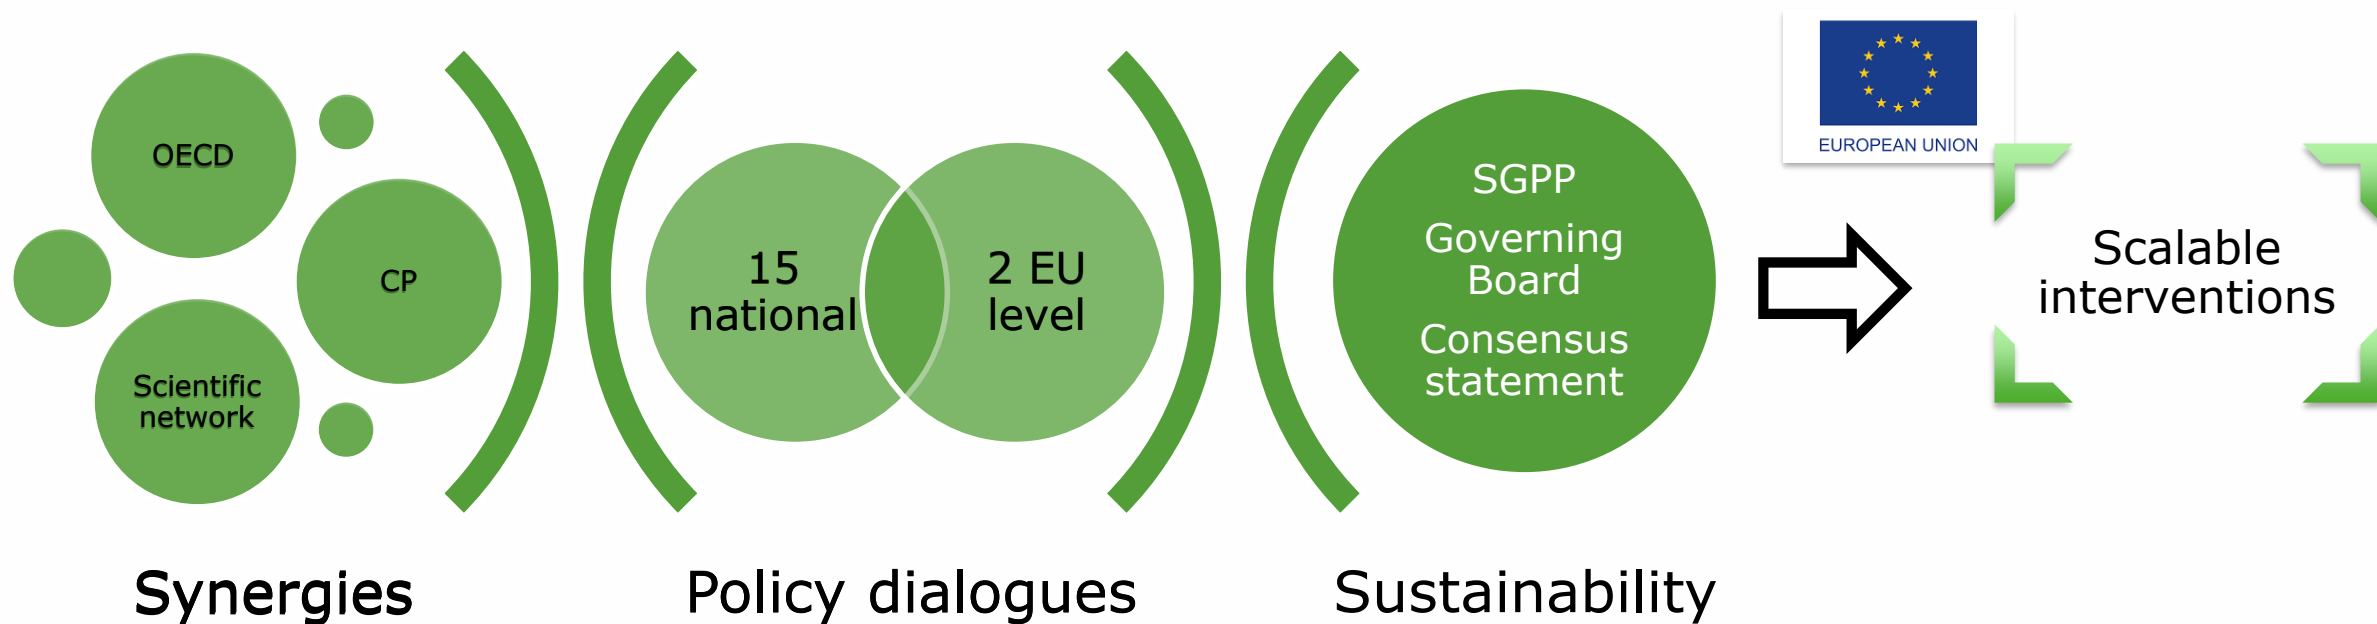 OECD
CP
Scientific
network
Synergies
15
national
2 EU
level
Policy dialogues
SGPP
Governing
Board
Consensus
statement
Sustainability
EUROPEAN UNION
Scalable
interventions